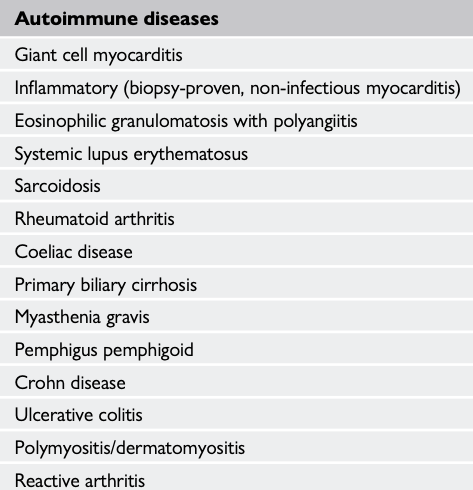 Autoimmune diseases
Giant cell myocarditis
Inflammatory (biopsy-proven, non-infectious myocarditis)
Eosinophilic granulomatosis with polyangiitis
Systemic lupus erythematosus
Sarcoidosis
Rheumatoid arthritis
Coeliac disease
Primary biliary cirrhosis
Myasthenia gravis
Pemphigus pemphigoid
Crohn disease
Ulcerative colitis
Polymyositis/dermatomyositis
Reactive arthritis